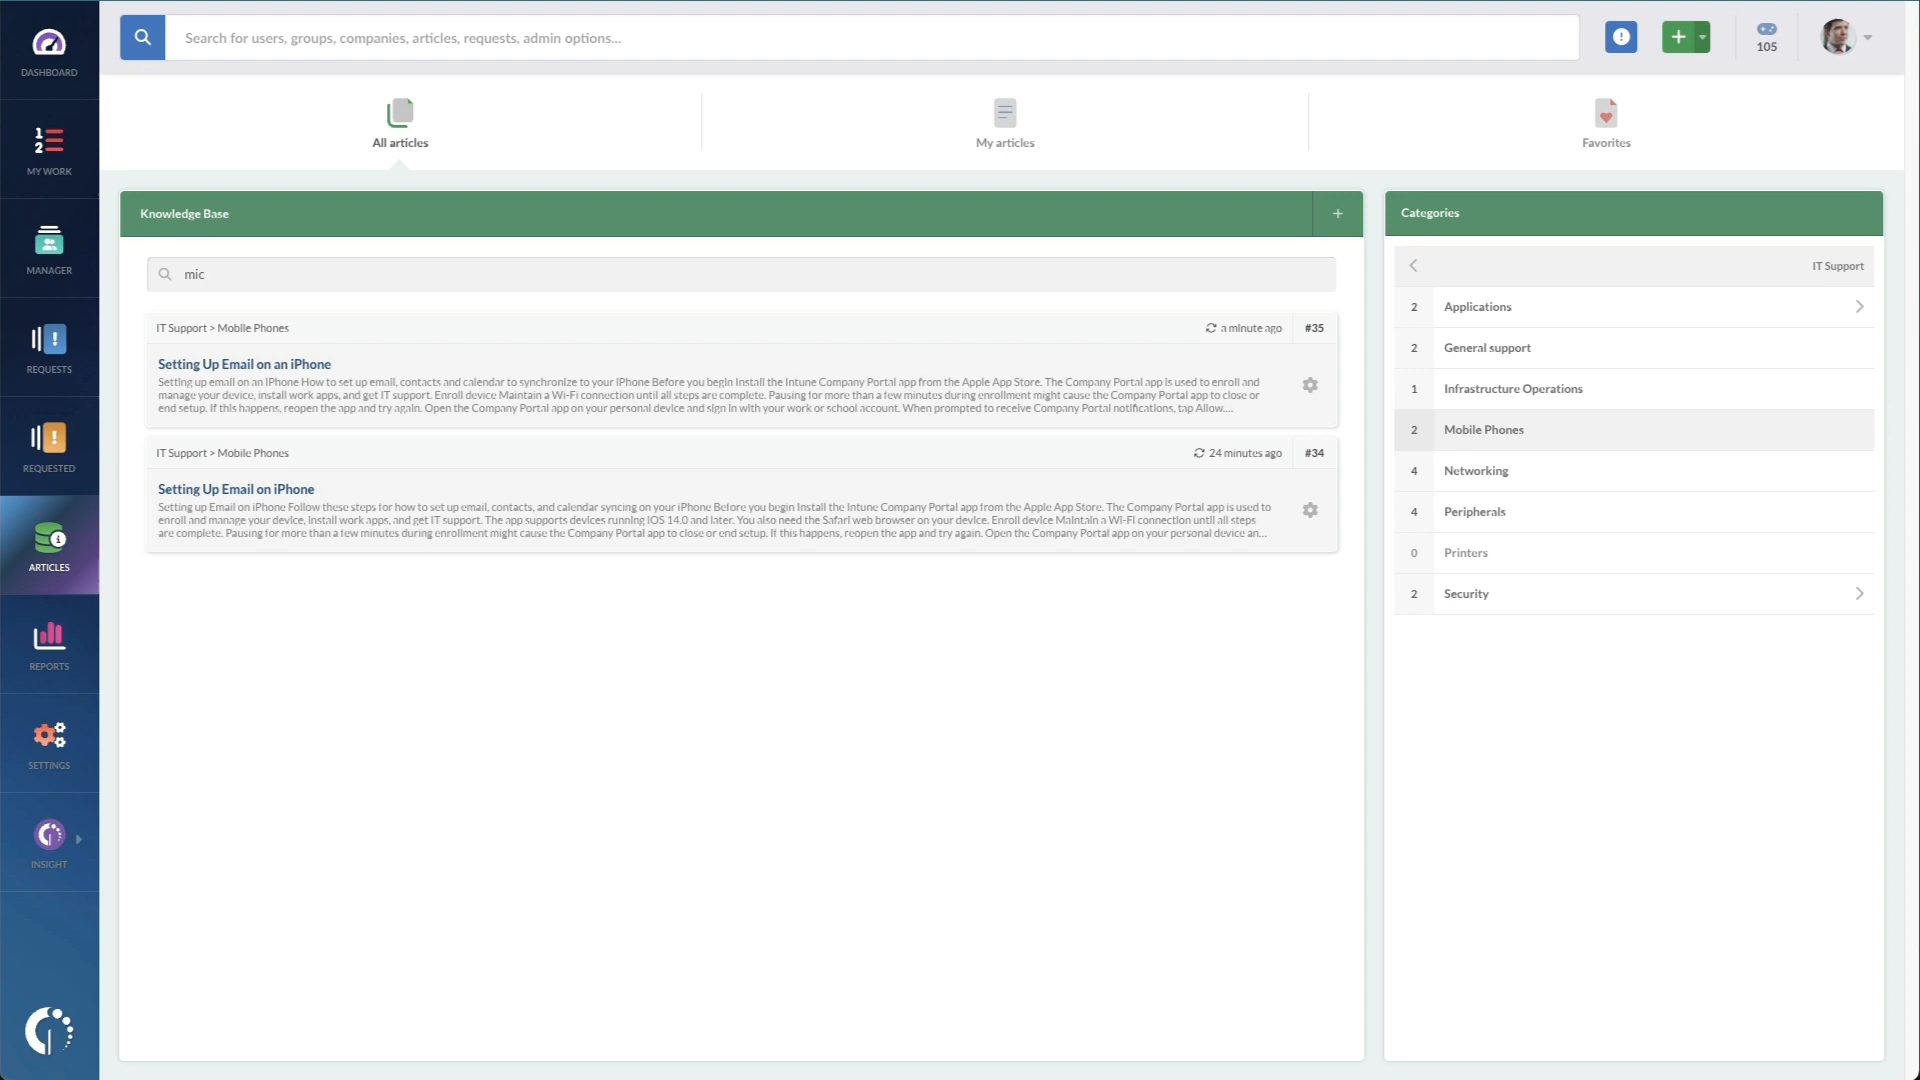 DASHBOARD
MY WORK
MANAGER
REQUESTS
REQUESTED
ARTICLES
REPORTS
SETTINGS
INSIGHT
Search for users, groups, companies, articles, requests, admin options...
105
All articles
My articles
Favorites
Knowledge Base
+
mic
IT Support > Mobile Phones
a minute ago
#35
Setting Up Email on an iPhone
Setting up email on an iPhone How to set up email, contacts and calendar to synchronize to your iPhone Before you begin Install the Intune Company Portal app from the Apple App Store. The Company Portal app is used to enroll and
manage your device, install work apps, and get IT support. Enroll device Maintain a Wi-Fi connection until all steps are complete. Pausing for more than a few minutes during enrollment might cause the Company Portal app to close or
end setup. If this happens, reopen the app and try again. Open the Company Portal app on your personal device and sign in with your work or school account. When prompted to receive Company Portal notifications, tap Allow....
IT Support > Mobile Phones
24 minutes ago
#34
Setting Up Email on iPhone
Setting up Email on iPhone Follow these steps for how to set up email, contacts, and calendar syncing on your iPhone Before you begin Install the Intune Company Portal app from the Apple App Store. The Company Portal app is used to
enroll and manage your device, install work apps, and get IT support. The app supports devices running iOS 14.0 and later. You also need the Safari web browser on your device. Enroll device Maintain a Wi-Fi connection until all steps
are complete. Pausing for more than a few minutes during enrollment might cause the Company Portal app to close or end setup. If this happens, reopen the app and try again. Open the Company Portal app on your personal device an...
Categories
IT Support
2 Applications
2 General support
1 Infrastructure Operations
2 Mobile Phones
4 Networking
4 Peripherals
0 Printers
2 Security